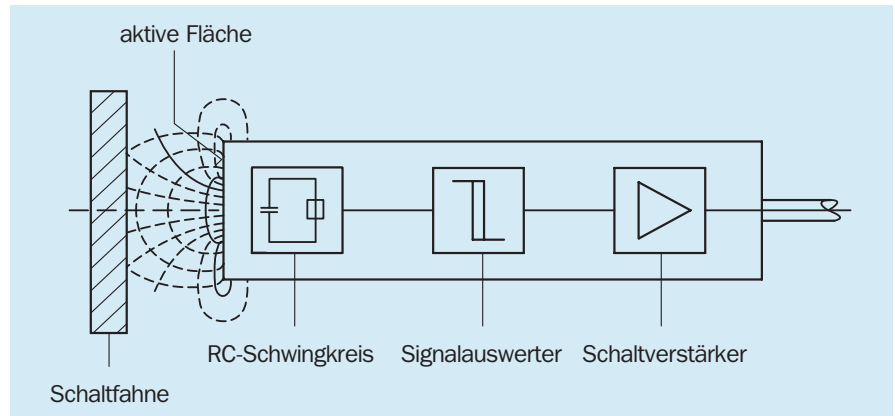 aktive Fläche
RC-Schwingkreis
Signalauswerter
Schaltverstärker
Schaltfahne